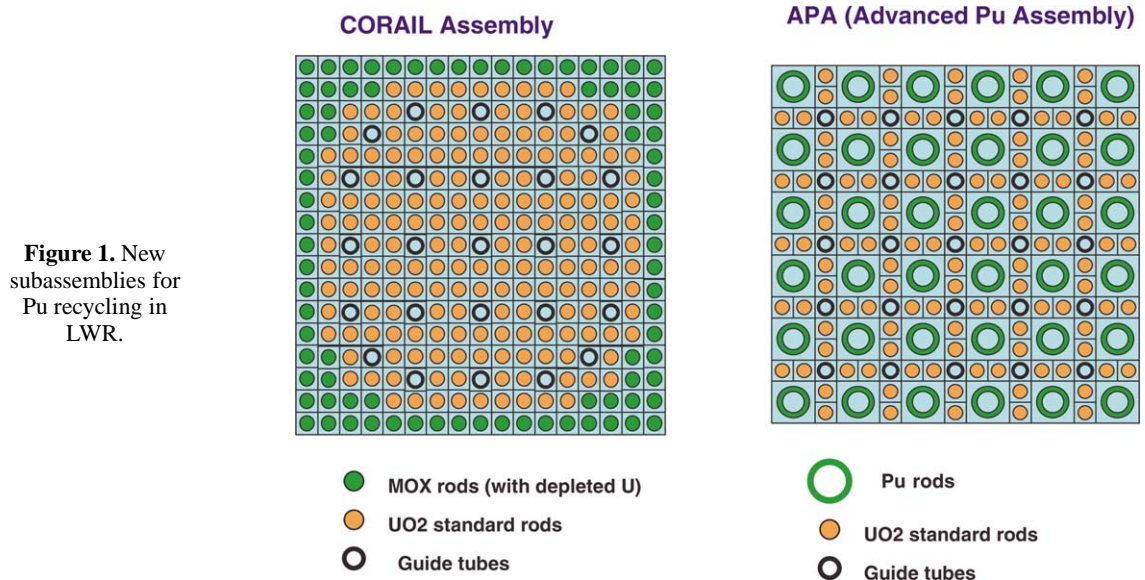 CORAIL Assembly
APA (Advanced Pu Assembly)
Figure 1. New
subassemblies for
Pu recycling in
LWR.
MOX rods (with depleted U)
UO2 standard rods
Guide tubes
Pu rods
UO2 standard rods
Guide tubes